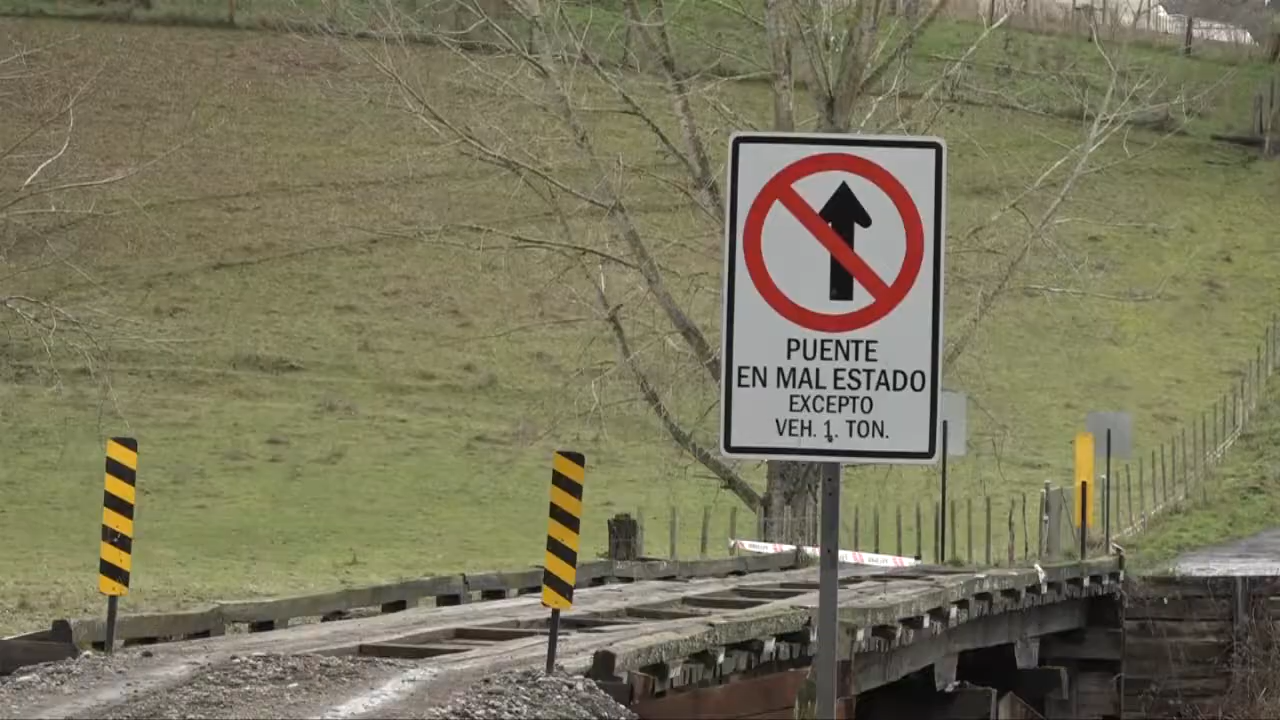 PUENTE
EN MAL ESTADO
EXCEPTO
VEH. 1. TON.